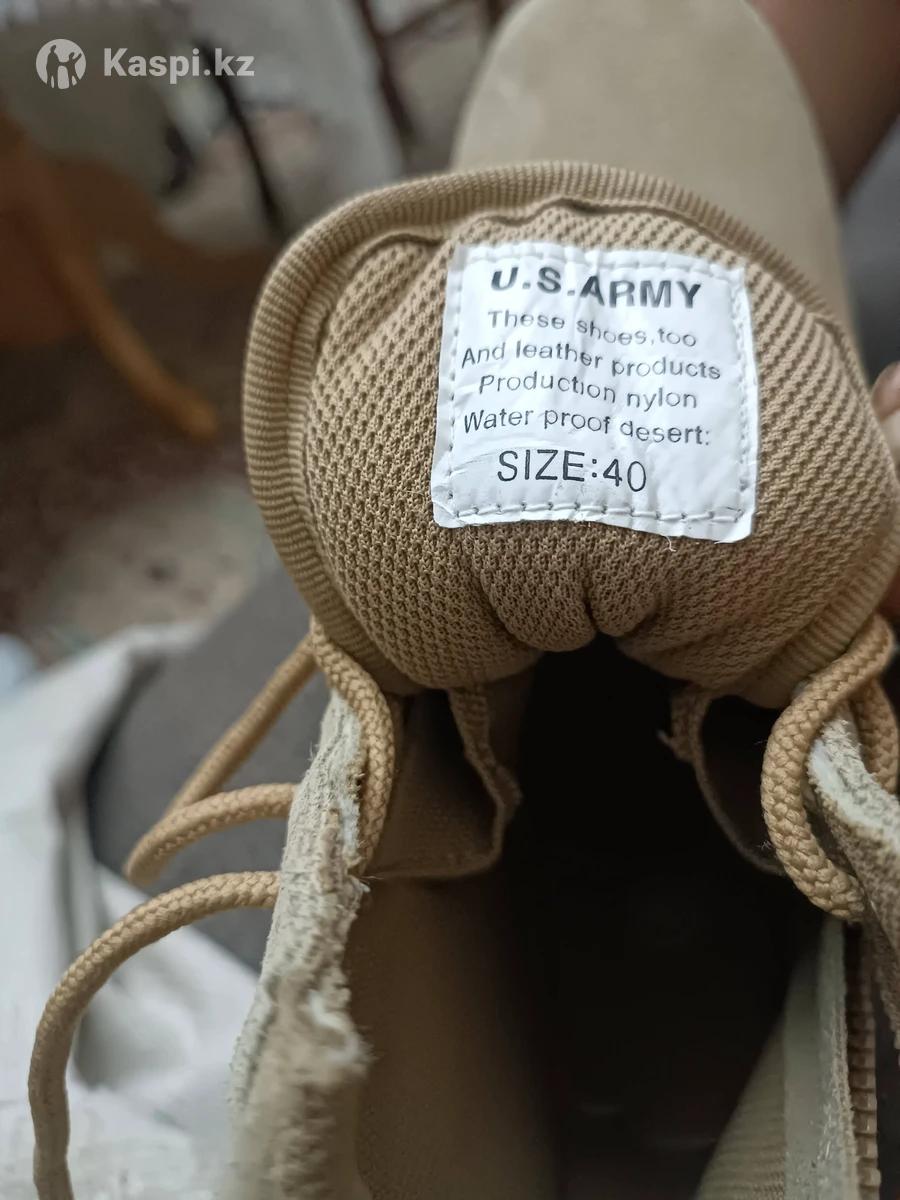 Kaspi.kz
U.S.ARMY
These shoes,too
And leather products
Production nylon
Water proof desert:
SIZE:40